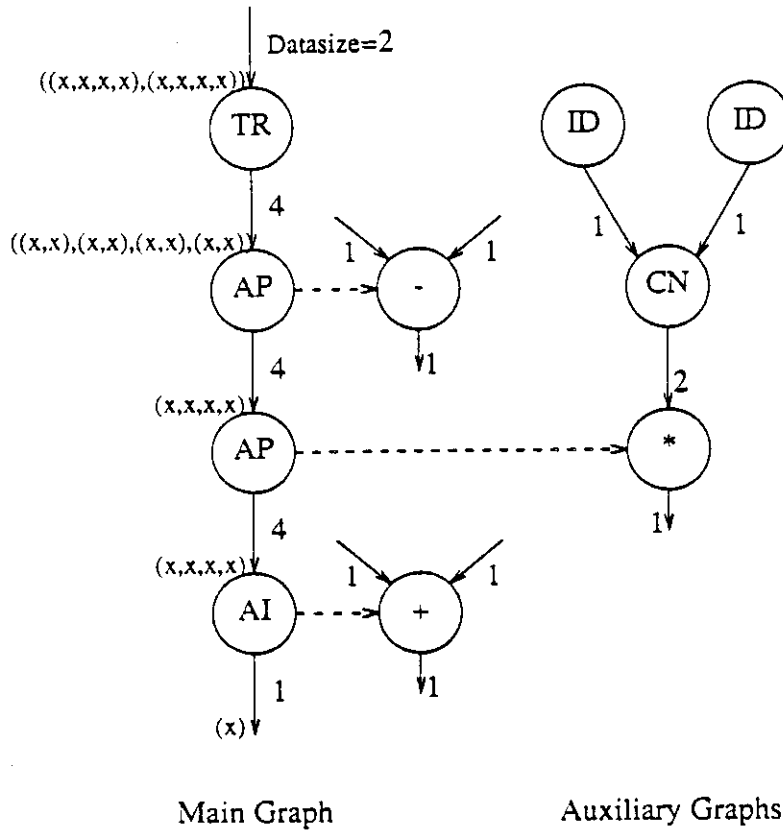 Datasize=2
((x,x,x,x),(x,x,x,x))
TR
ID
ID
4
1
1
((x,x),(x,x),(x,x),(x,x))
1
1
AP
-
CN
4
1
2
(x,x,x,x)
AP
*
4
1
(x,x,x,x)
1
1
AI
+
1
1
(x)
Main Graph
Auxiliary Graphs